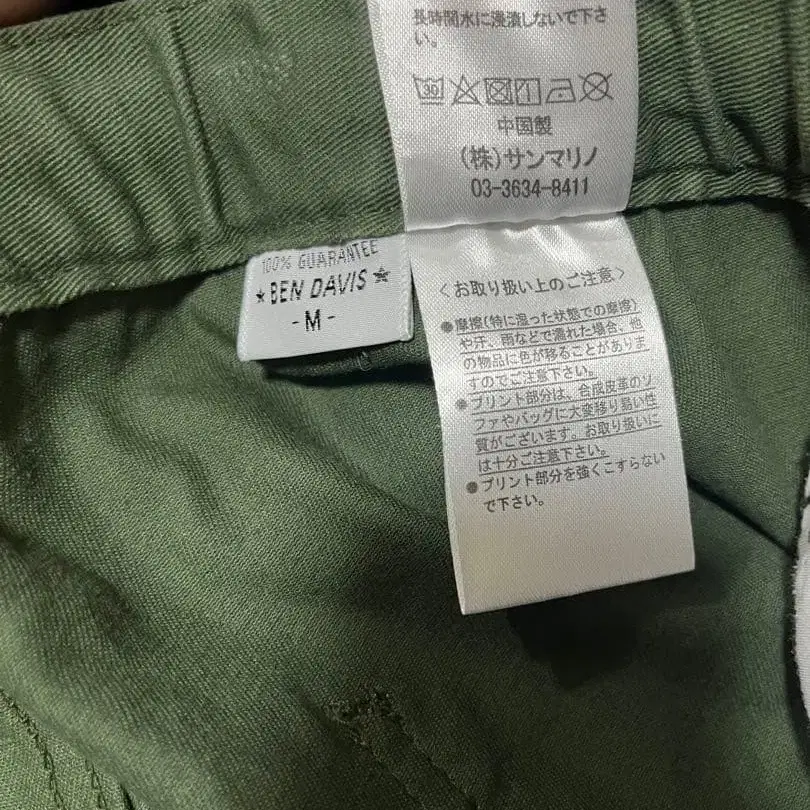 長時間水に浸漬しないで下さ
い。
30
中国製
(株)サンマリノ
03-3634-8411
100% GUARANTEE
★BEN DAVIS★
-M-
〈お取り扱い上のご注意〉
●摩擦(特に湿った状態での摩擦)
や汗、雨などで濡れた場合、他
の物品に色が移ることがありま
すのでご注意下さい。
●プリント部分は、合成皮革のソ
ファやバッグに大変移り易い性
質がございます。お取り扱いに
は十分ご注意下さい。
●プリント部分を強くこすらない
で下さい。